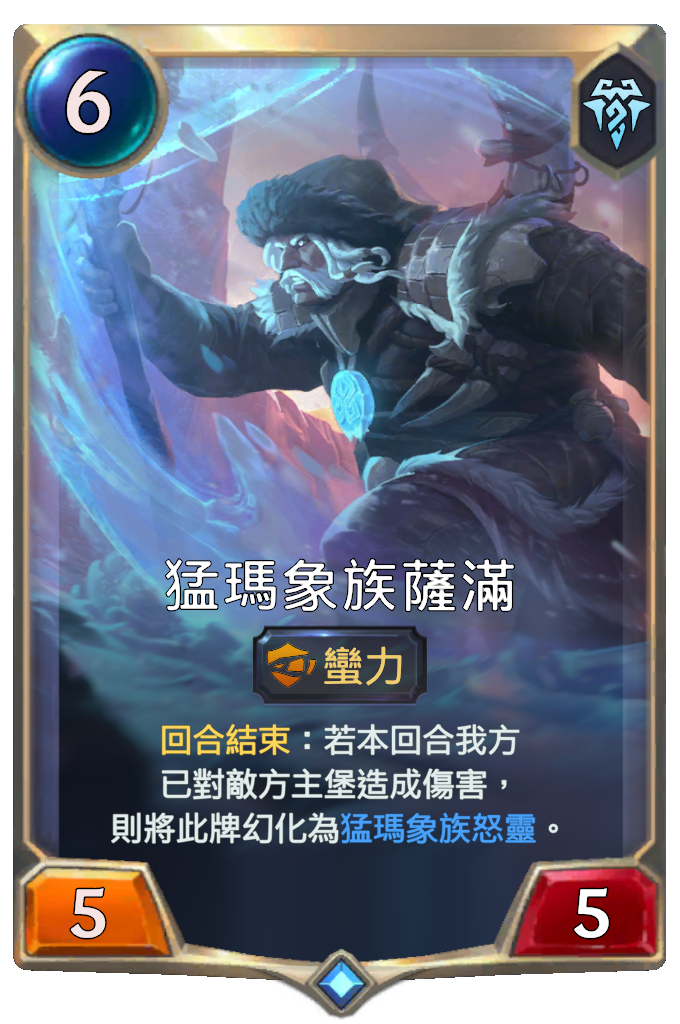 6
猛瑪象族薩滿
蠻力
回合結束：若本回合我方
已對敵方主堡造成傷害，
則將此牌幻化為猛瑪象族怒靈。
5
5